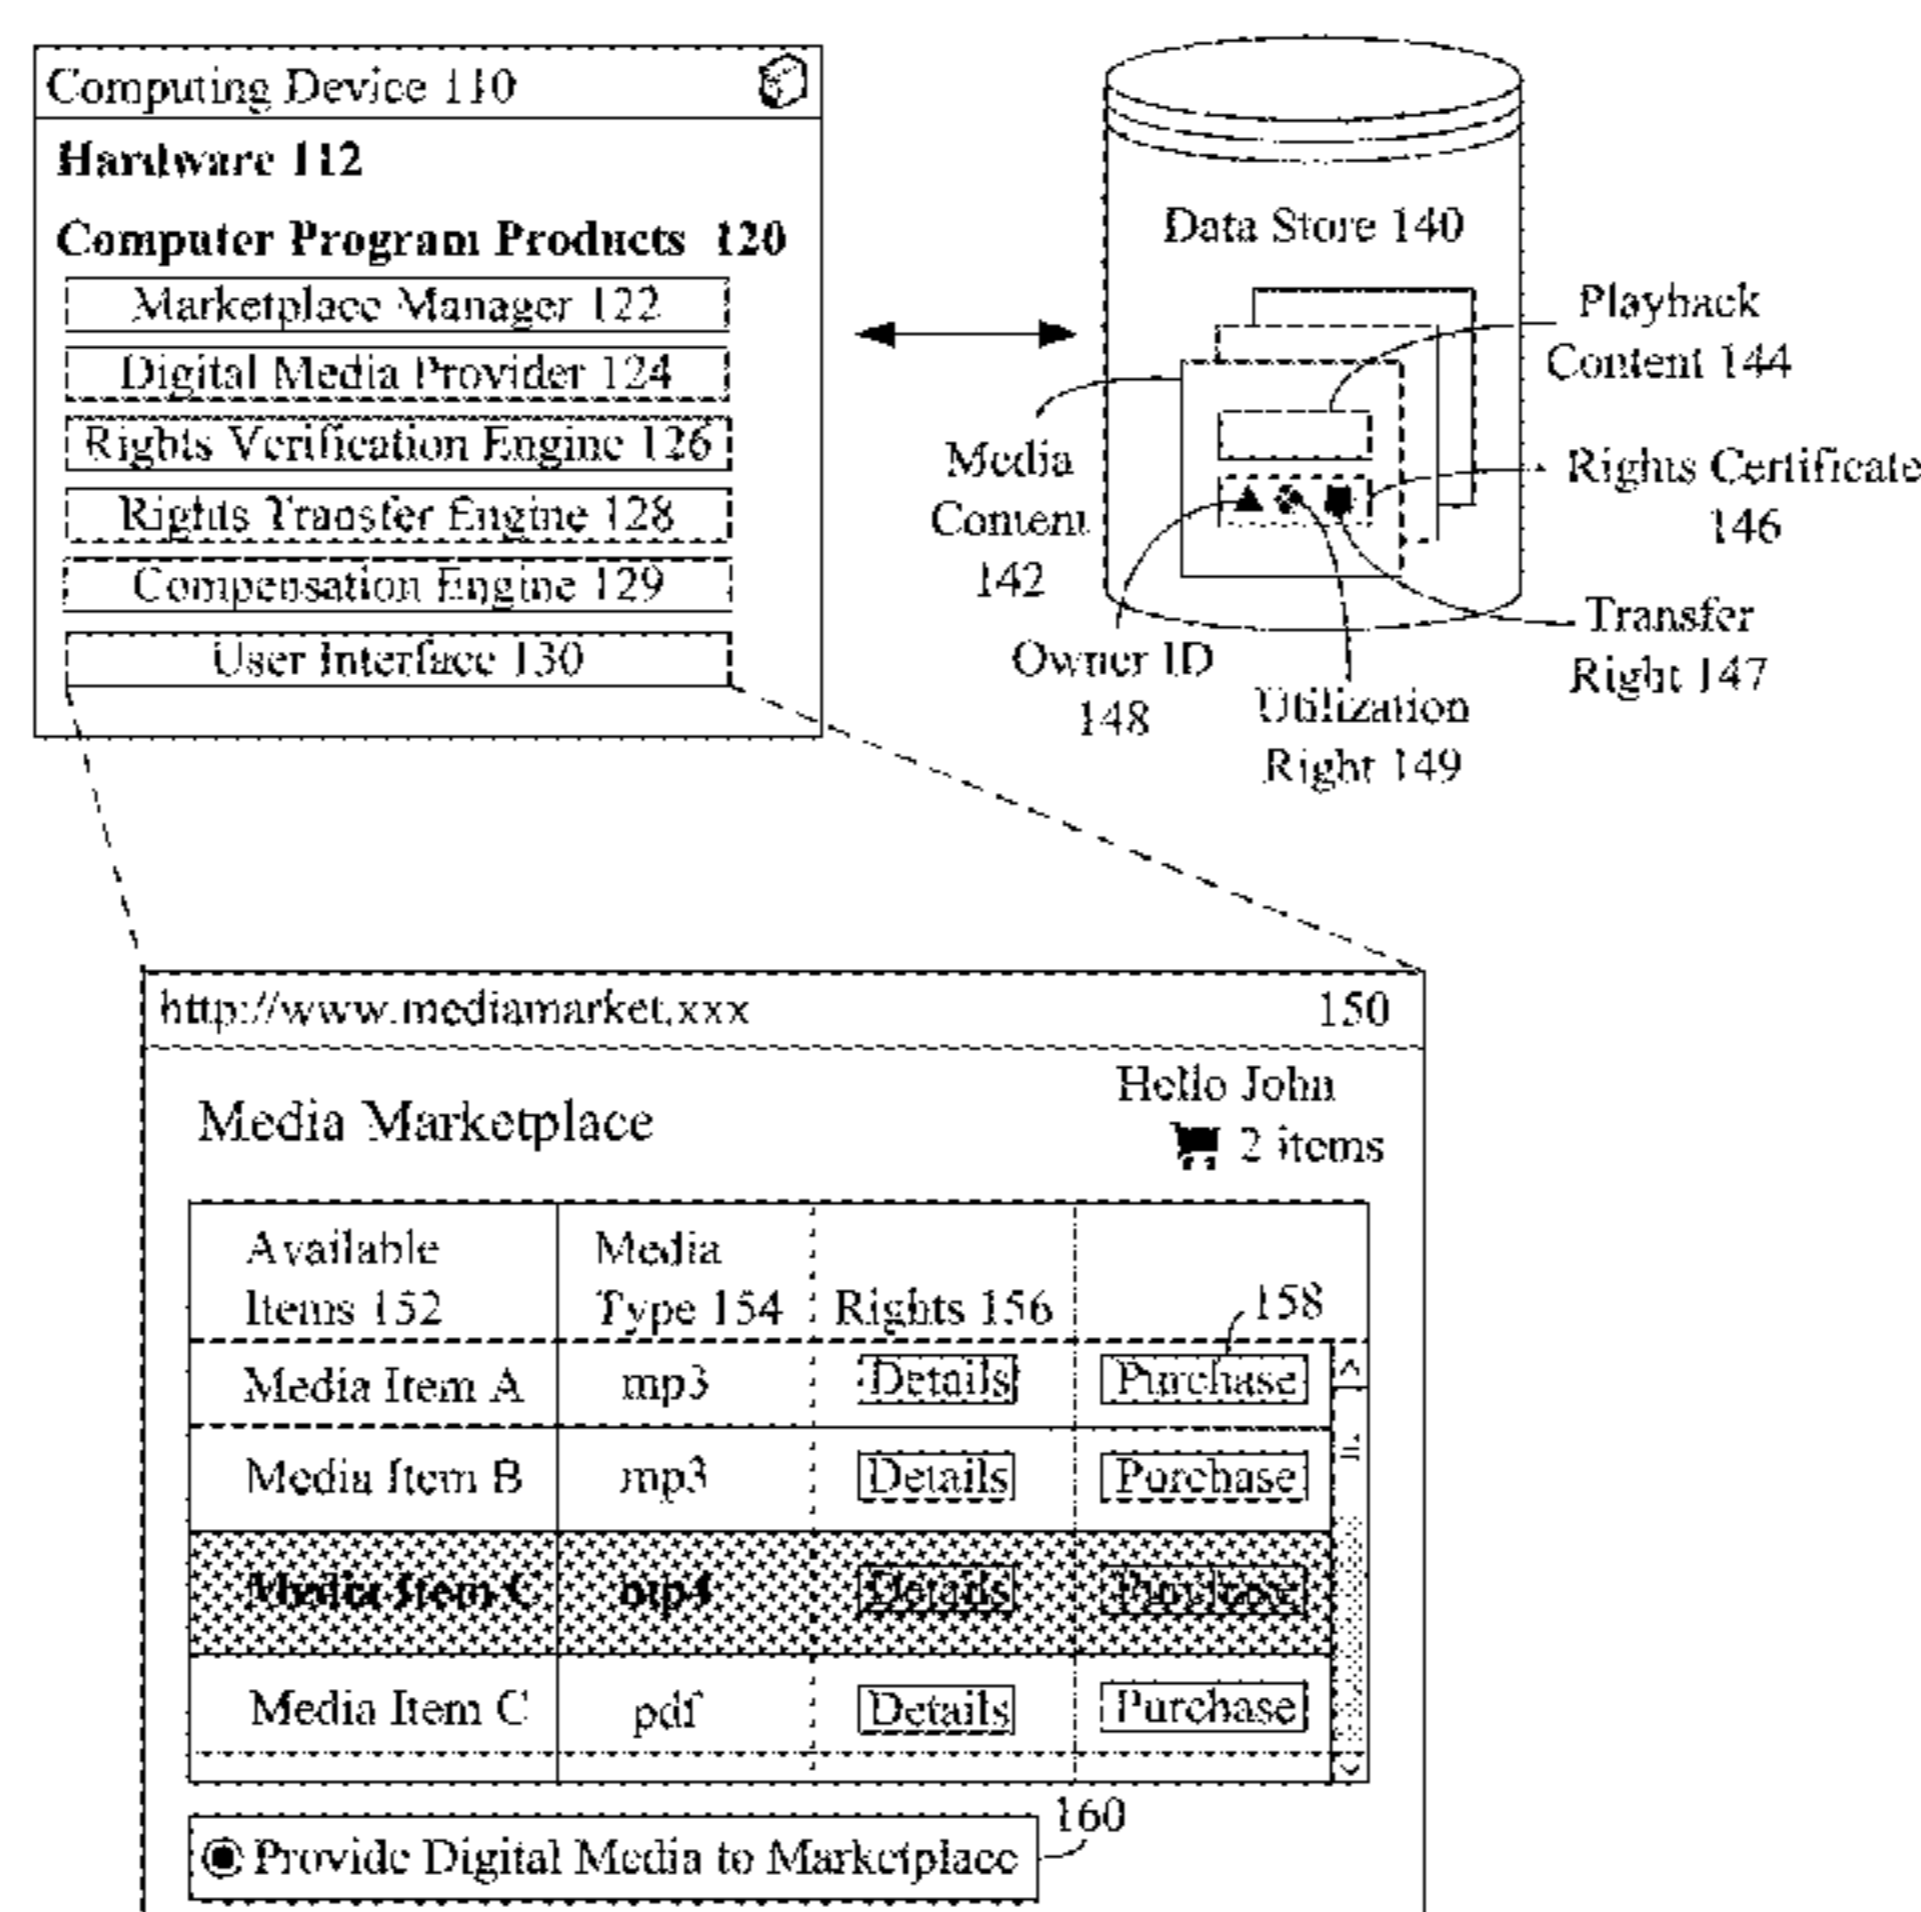 Computing Device 110
Hardware 112
Computer Program Products 120
Marketplace Manager 122
Digital Media Provider 124
Rights Verification Engine 126
Rights Transfer Engine 128
Compensation Engine 129
User Interface 130
Data Store 140
Playback
Content 144
Media
Content
142
Rights Certificate
146
Transfer
Right 147
Owner ID
148
Utilization
Right 149
http://www.mediamarket.xxx 150
Hello John
Media Marketplace
2 items
Available
Items 152
Media
Type 154
Rights 156
158
Media Item A mp3 Details Purchase
Media Item B mp3 Details Purchase
Media Item C mp4 Details Purchase
Media Item C pdf Details Purchase
160
Provide Digital Media to Marketplace